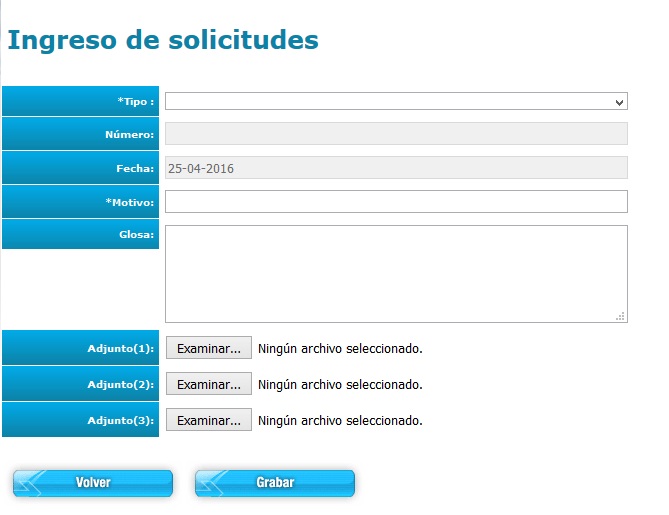 Ingreso de solicitudes
*Tipo :
Número:
Fecha: 25-04-2016
*Motivo:
Glosa:
Adjunto(1): Examinar... Ningún archivo seleccionado.
Adjunto(2): Examinar... Ningún archivo seleccionado.
Adjunto(3): Examinar... Ningún archivo seleccionado.
Volver Grabar